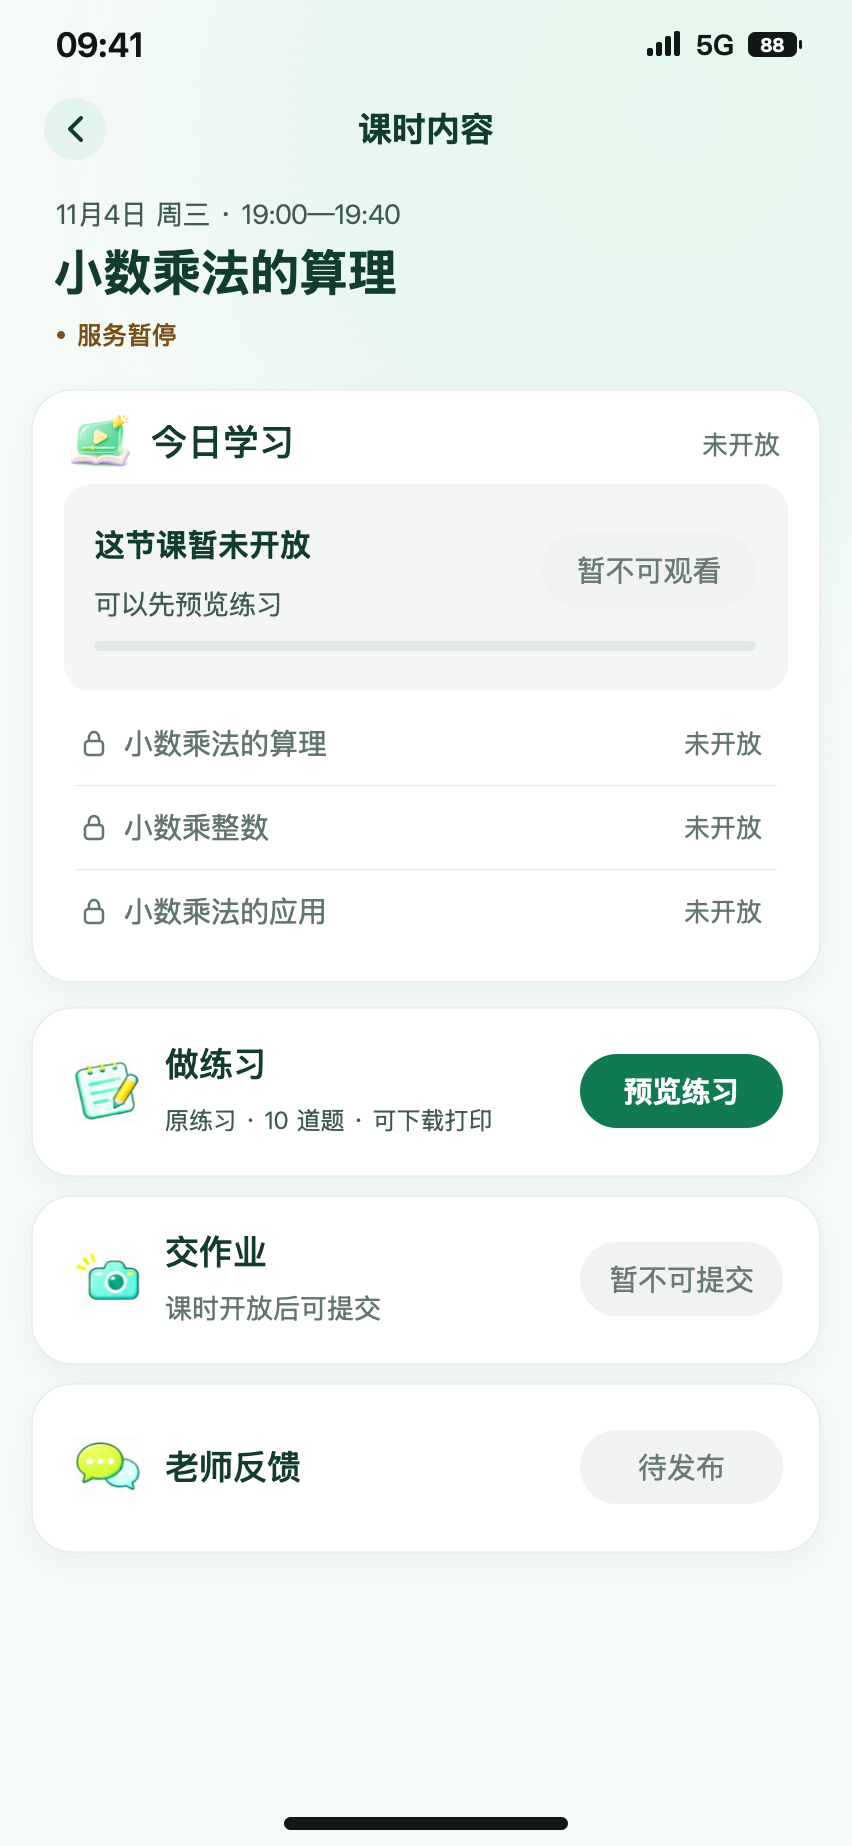 09:41
5G 88
课时内容
11月4日 周三 · 19:00—19:40
小数乘法的算理
• 服务暂停
今日学习
未开放
这节课暂未开放
暂不可观看
可以先预览练习
小数乘法的算理
未开放
小数乘整数
未开放
小数乘法的应用
未开放
做练习
原练习 · 10 道题 · 可下载打印
预览练习
交作业
课时开放后可提交
暂不可提交
老师反馈
待发布